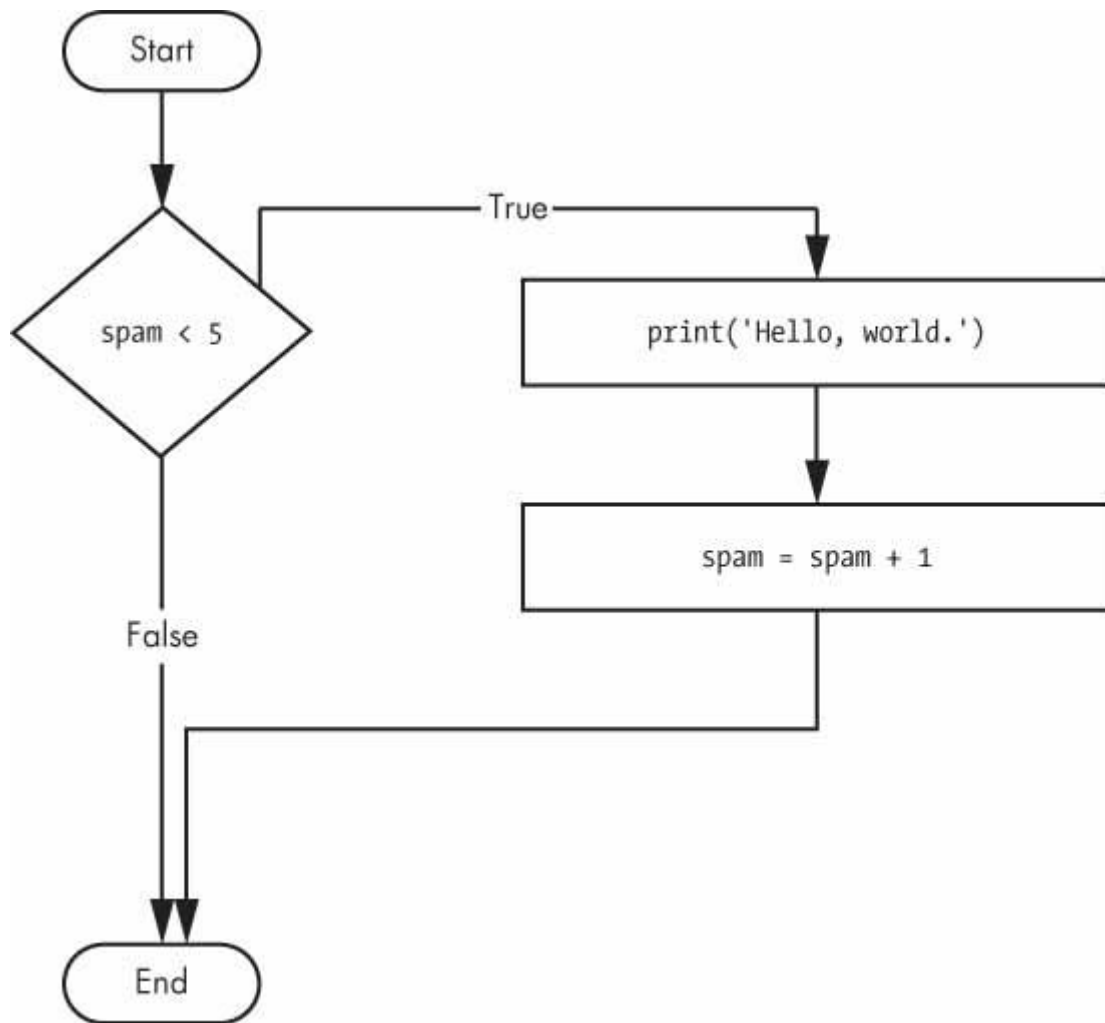 Start
True
spam < 5
print('Hello, world.')
spam = spam + 1
False
End